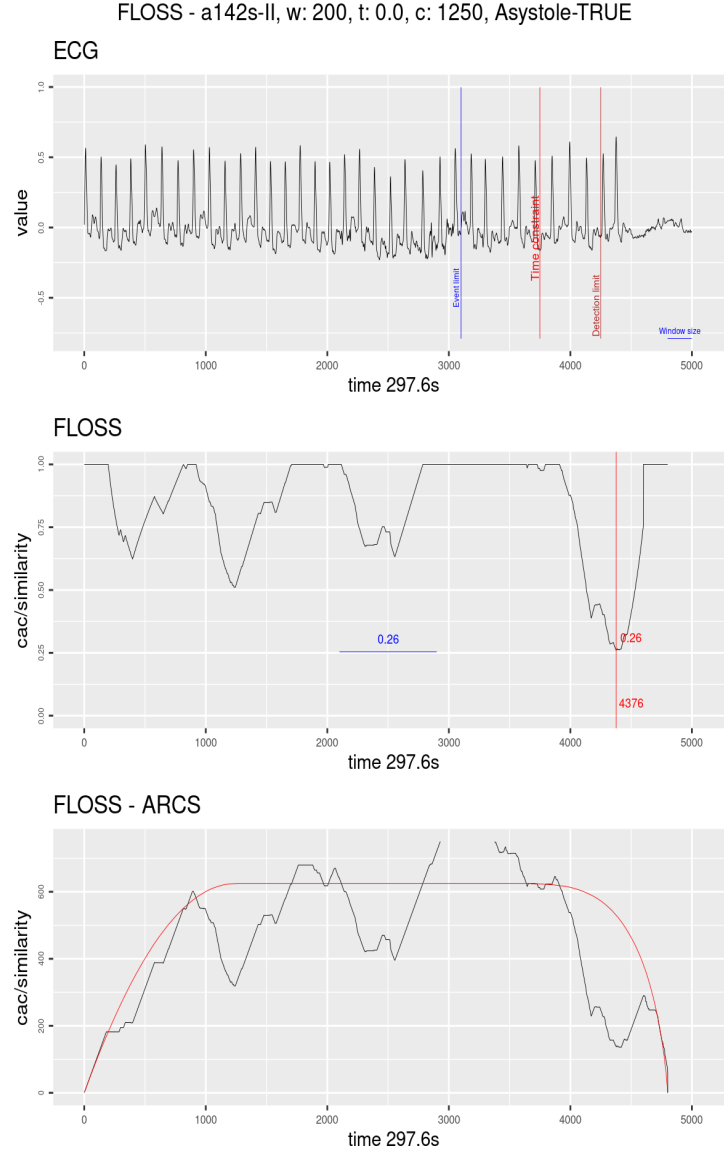 FLOSS - a142s-II, w: 200, t: 0.0, c: 1250, Asystole-TRUE
ECG
value
1.0
0.5
0.0
-0.5
Event limit
Time constraint
Detection limit
Window size
0 1000 2000 3000 4000 5000
time 297.6s
FLOSS
cac/similarity
1.00
0.75
0.50
0.25
0.00
0.26
0.26
4376
0 1000 2000 3000 4000 5000
time 297.6s
FLOSS - ARCS
cac/similarity
600
400
200
0
0 1000 2000 3000 4000 5000
time 297.6s